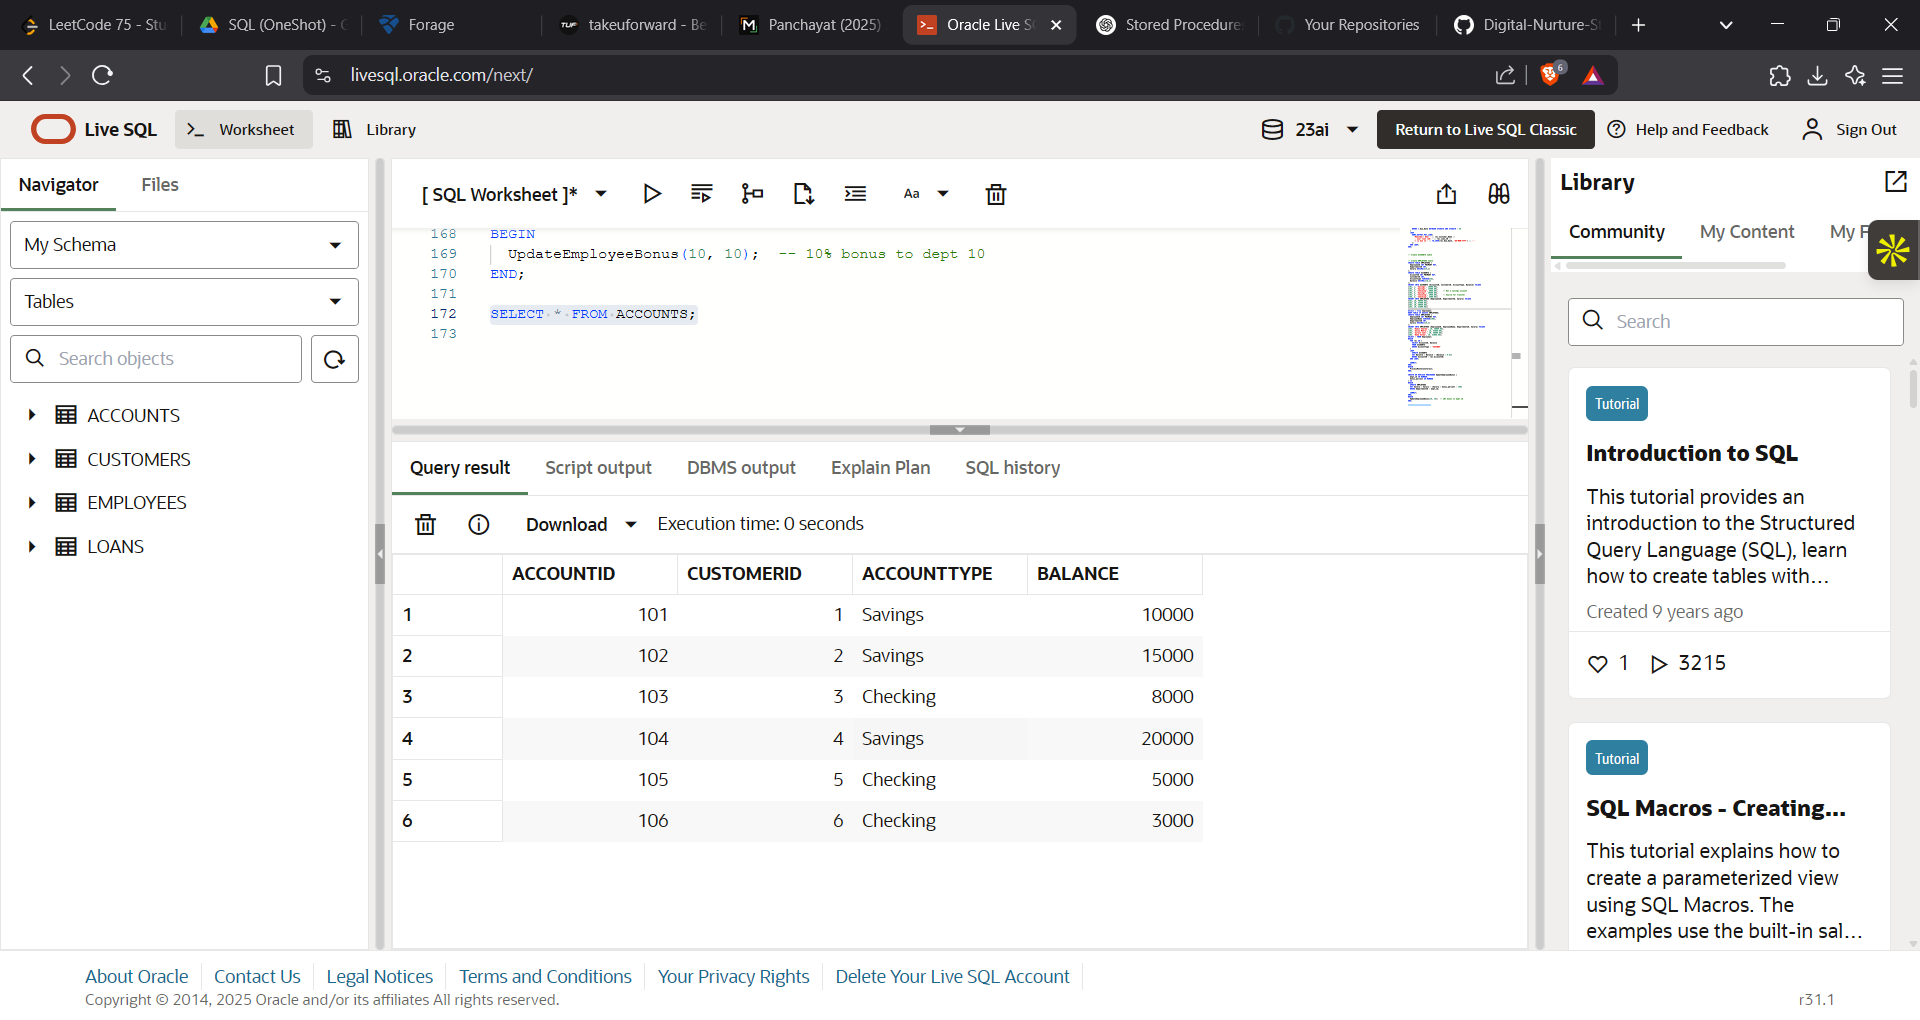 LeetCode 75 - Stu
SQL (OneShot) - C
Forage
TUF takeuforward - Be
M Panchayat (2025)
Oracle Live S
Stored Procedure
Your Repositories
Digital-Nurture-S
livesql.oracle.com/next/
6
Live SQL
Worksheet
Library
23ai
Return to Live SQL Classic
Help and Feedback
Sign Out
Navigator
Files
My Schema
Tables
Search objects
ACCOUNTS
CUSTOMERS
EMPLOYEES
LOANS
[ SQL Worksheet ]*
Aa
168 BEGIN
169 UpdateEmployeeBonus(10, 10); -- 10% bonus to dept 10
170 END;
171
172 SELECT * FROM ACCOUNTS;
173
Query result
Script output
DBMS output
Explain Plan
SQL history
Download
Execution time: 0 seconds
ACCOUNTID CUSTOMERID ACCOUNTTYPE BALANCE
1 101 1 Savings 10000
2 102 2 Savings 15000
3 103 3 Checking 8000
4 104 4 Savings 20000
5 105 5 Checking 5000
6 106 6 Checking 3000
Library
Community
My Content
My F
Search
Tutorial
Introduction to SQL
This tutorial provides an
introduction to the Structured
Query Language (SQL), learn
how to create tables with...
Created 9 years ago
1 3215
Tutorial
SQL Macros - Creating...
This tutorial explains how to
create a parameterized view
using SQL Macros. The
examples use the built-in sal...
About Oracle
Contact Us
Legal Notices
Terms and Conditions
Your Privacy Rights
Delete Your Live SQL Account
Copyright © 2014, 2025 Oracle and/or its affiliates All rights reserved.
r31.1